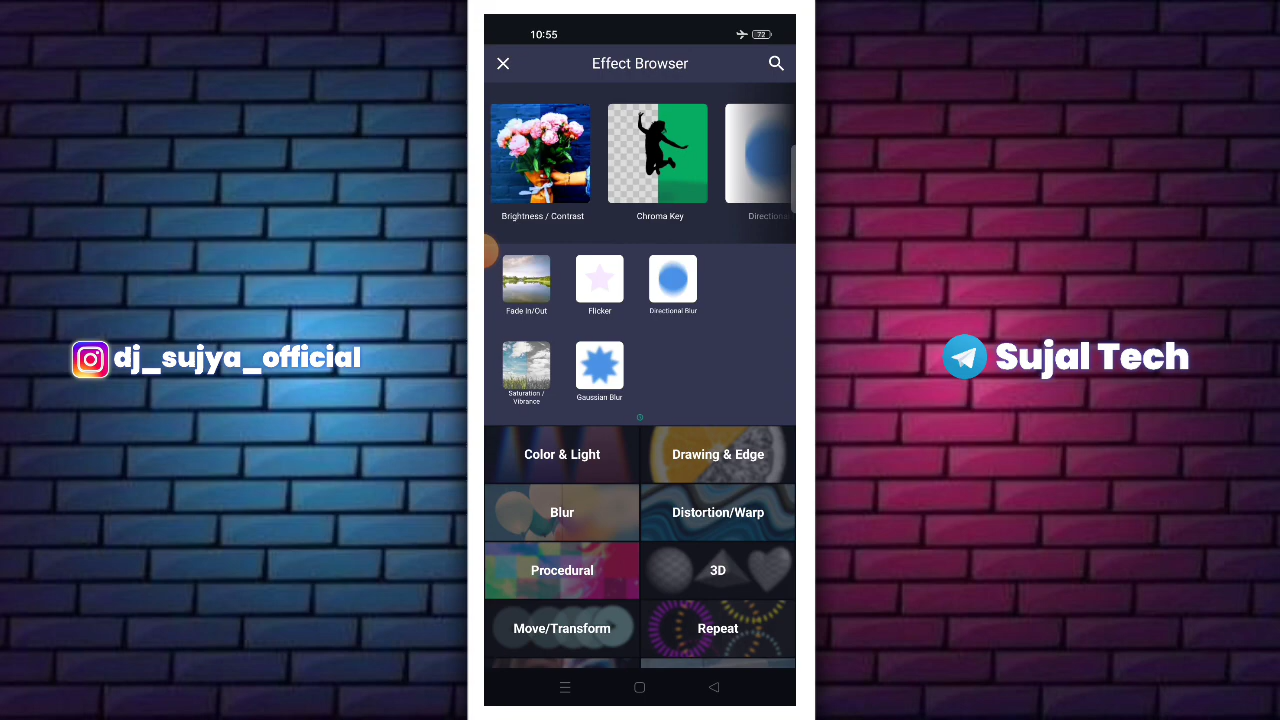 10:55
72
Effect Browser
Brightness / Contrast
Chroma Key
Directional
Fade In/Out
Flicker
Directional Blur
Saturation /
Vibrance
Gaussian Blur
dj_sujya_official
Sujal Tech
Color & Light
Drawing & Edge
Blur
Distortion/Warp
Procedural
3D
Move/Transform
Repeat